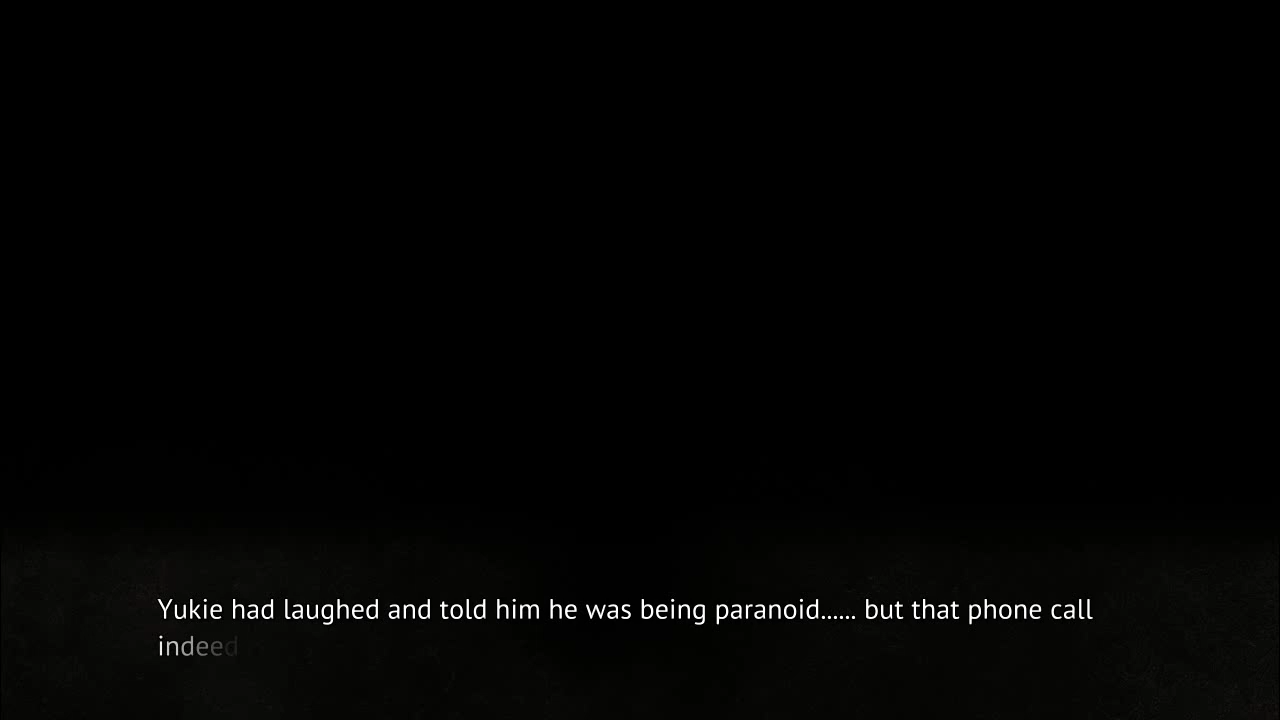 Yukie had laughed and told him he was being paranoid...... but that phone call
indeed